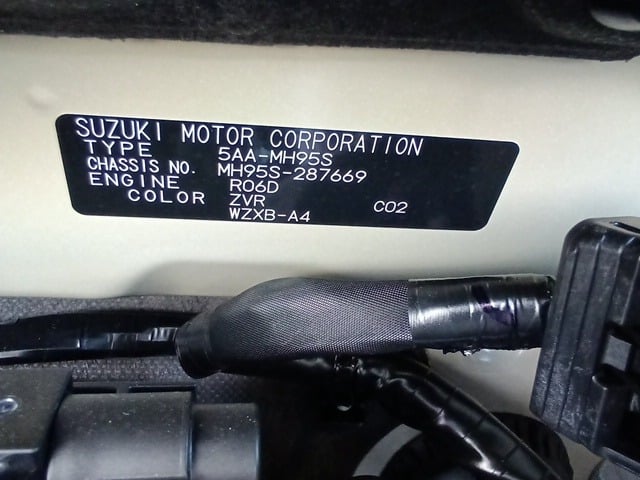 SUZUKI MOTOR CORPORATION
TYPE 5AA-MH95S
CHASSIS NO. MH95S-287669
ENGINE R06D
COLOR ZVR
WZXB-A4 C02